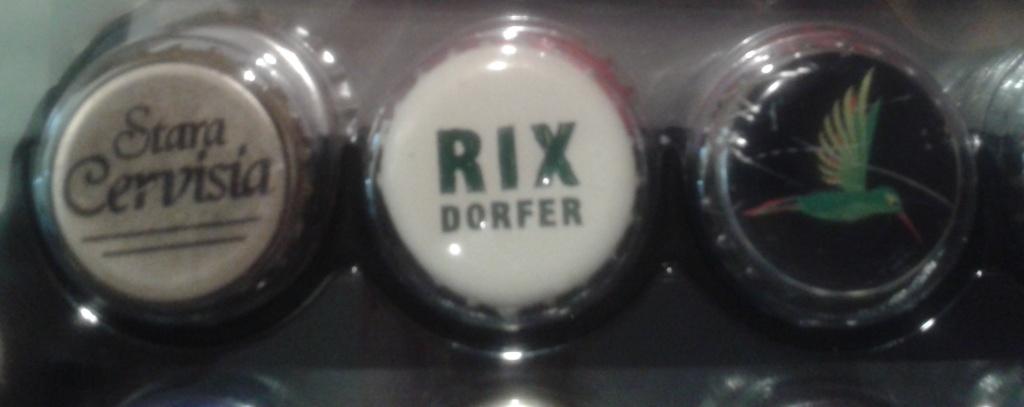 Stara
Cervisia
RIX
DORFER